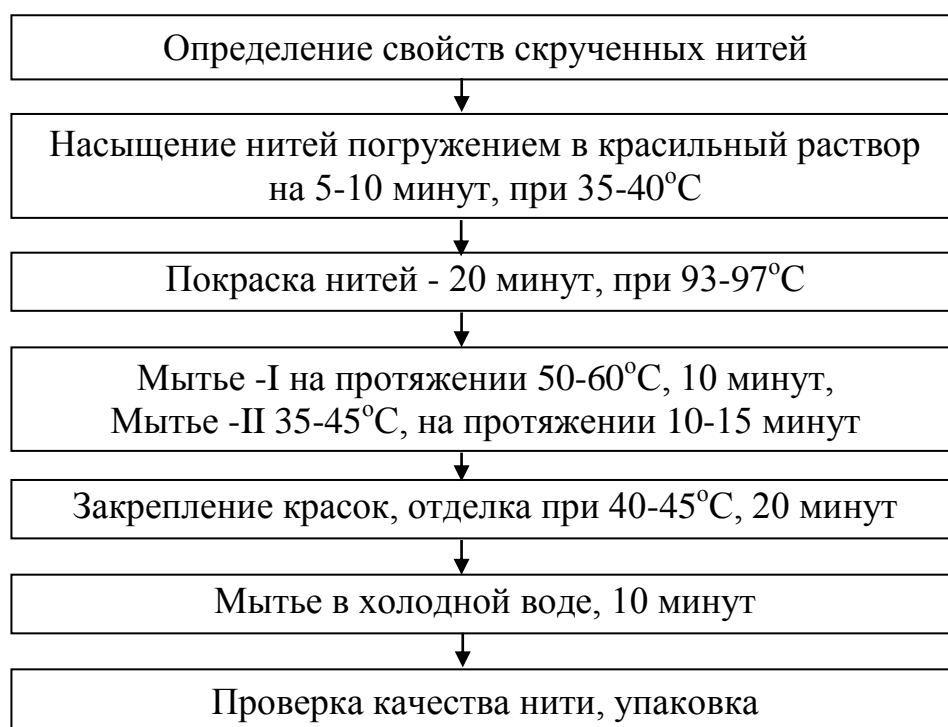 Определение свойств скрученных нитей
Насыщение нитей погружением в красильный раствор
на 5-10 минут, при 35-40°С
Покраска нитей - 20 минут, при 93-97°С
Мытье -I на протяжении 50-60°С, 10 минут,
Мытье -II 35-45°С, на протяжении 10-15 минут
Закрепление красок, отделка при 40-45°С, 20 минут
Мытье в холодной воде, 10 минут
Проверка качества нити, упаковка